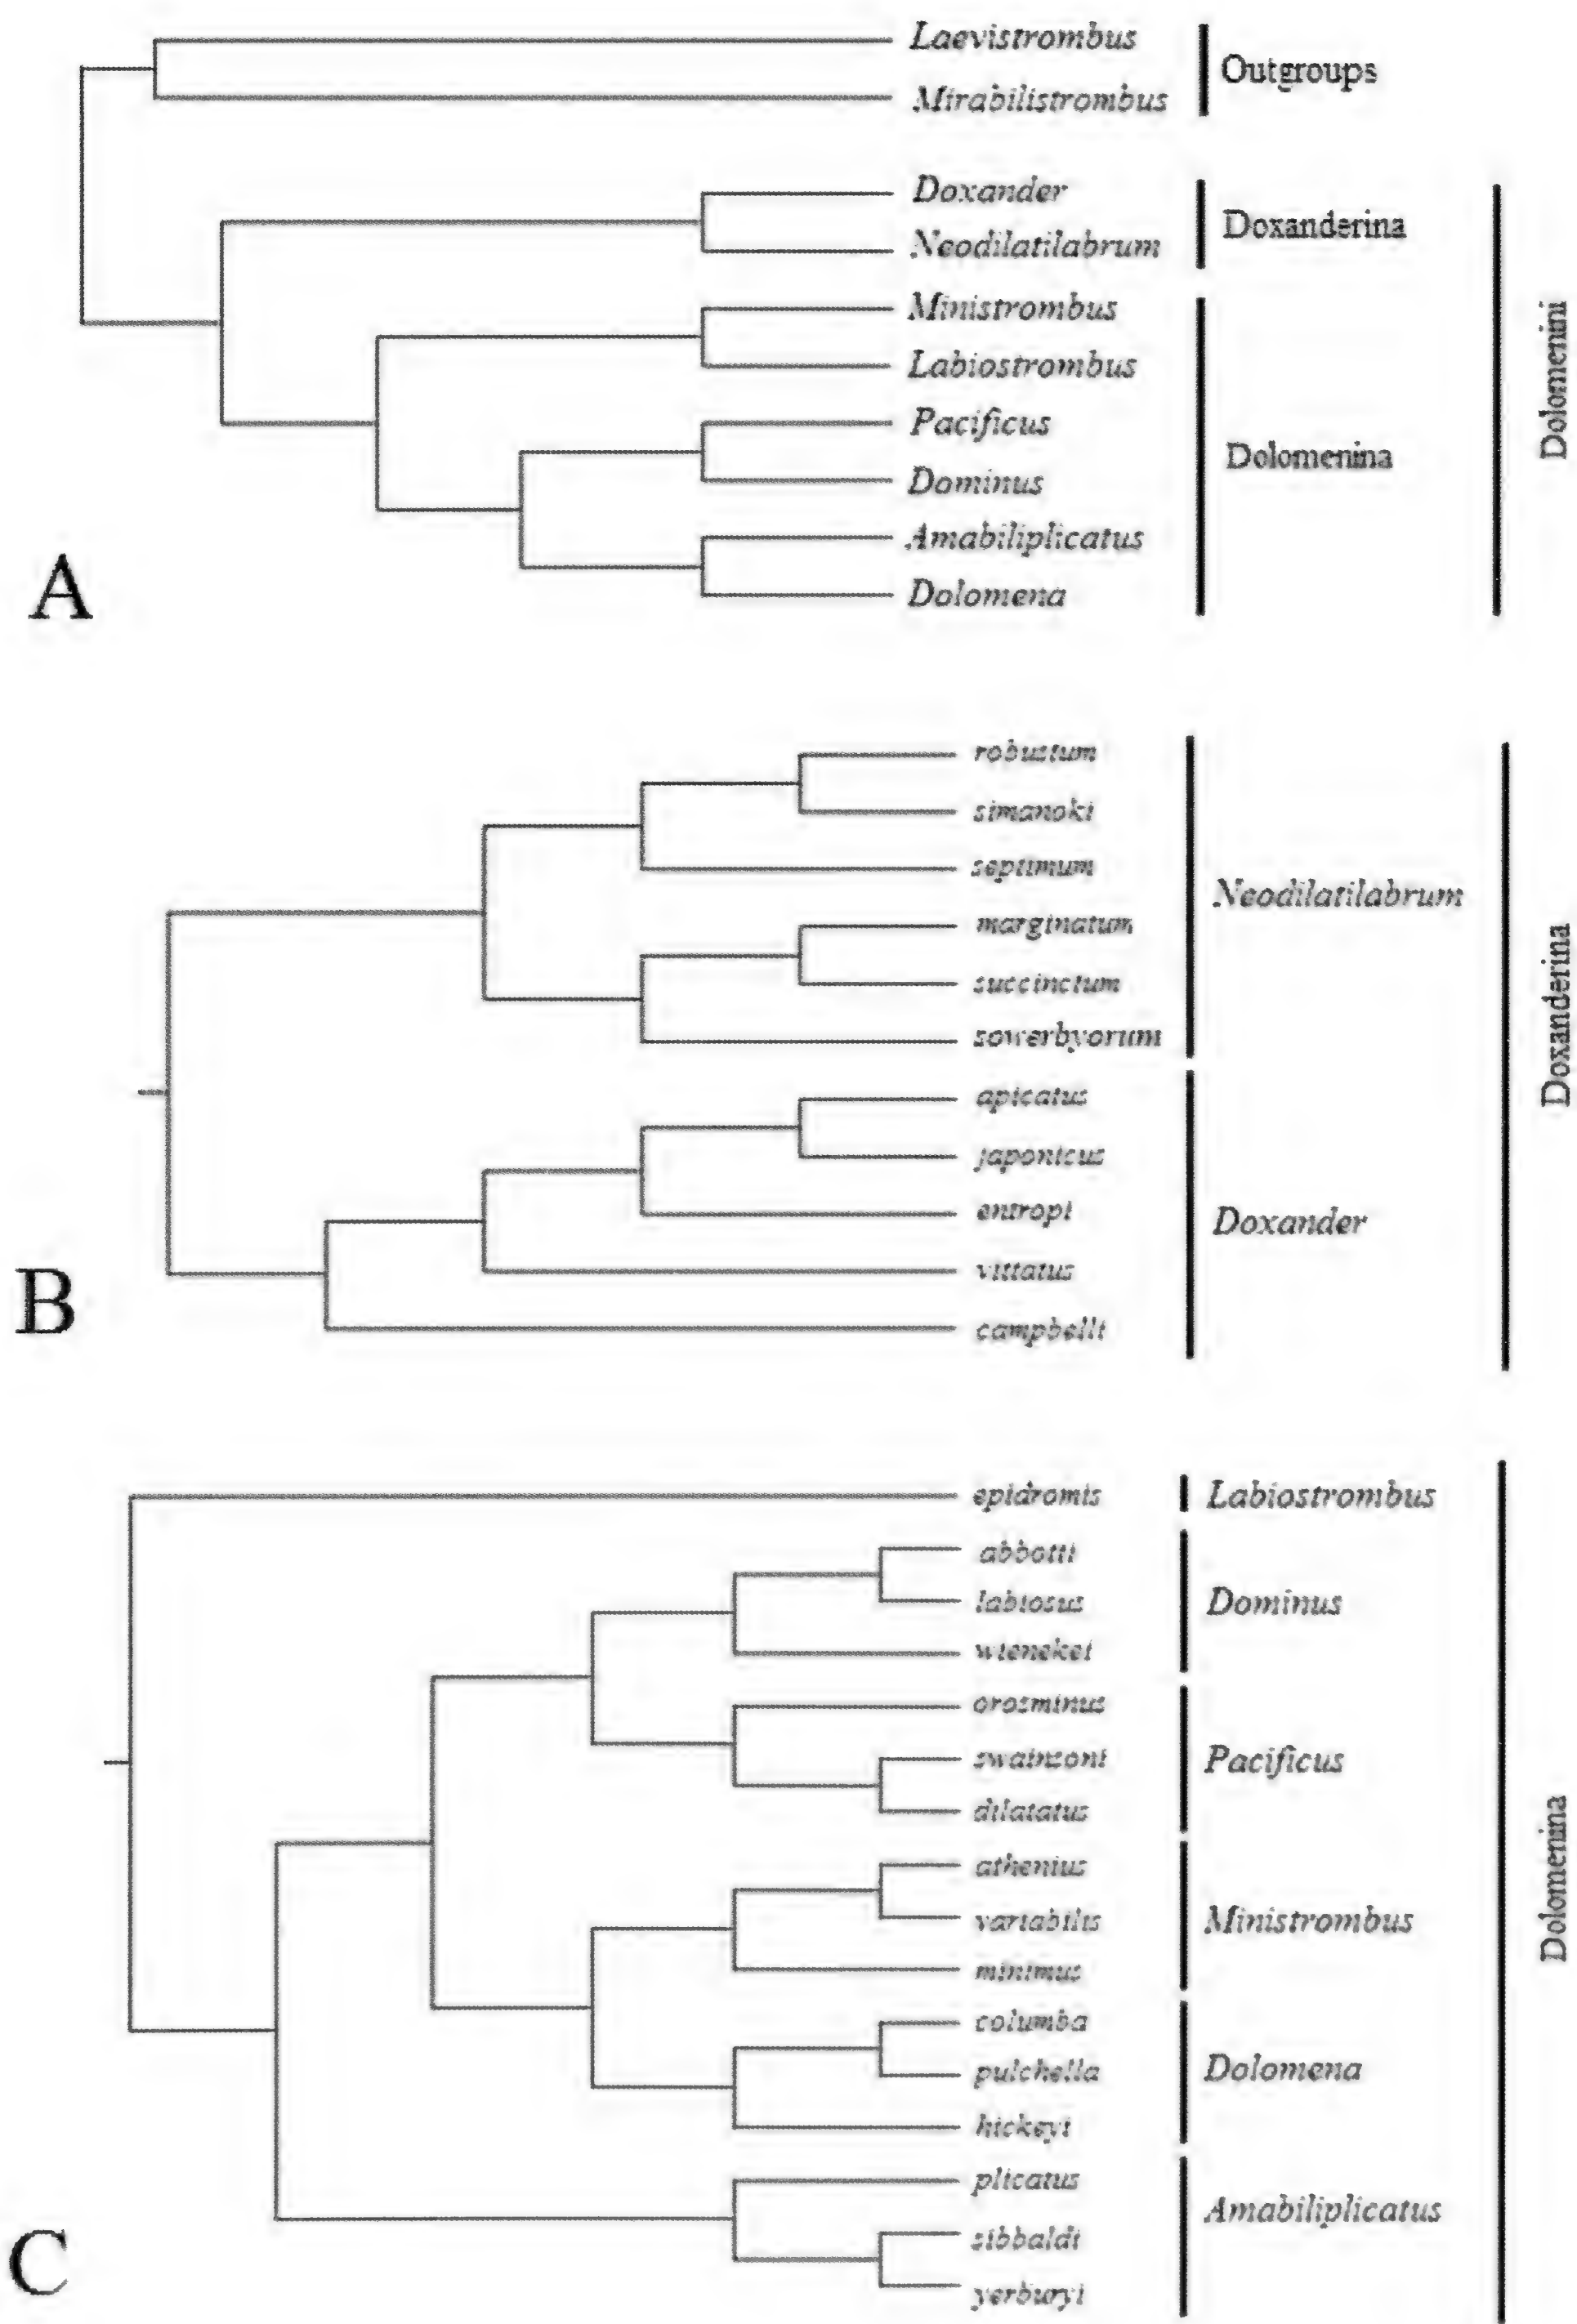 Laevistrombus
Mirabilistrombus
Outgroups
Doxander
Neodilatilabrum
Doxanderina
Ministrombus
Labiostrombus
Pacificus
Dominus
Amabiliplicatus
Dolomena
Dolomenina
Dolomenini
A
robustum
simanoki
septimum
marginatum
succinctum
sowerbyorum
Neodilatilabrum
apicatus
japonicus
entropi
vittatus
campbelli
Doxander
Doxanderina
B
epidromis
Labiostrombus
abbotti
labiosus
wienekei
Dominus
orosminus
swainsoni
dilatatus
Pacificus
athenius
variabilis
minimus
Ministrombus
columba
pulchella
hickeyi
Dolomena
plicatus
sibbaldi
yerburyi
Amabiliplicatus
Dolomenina
C